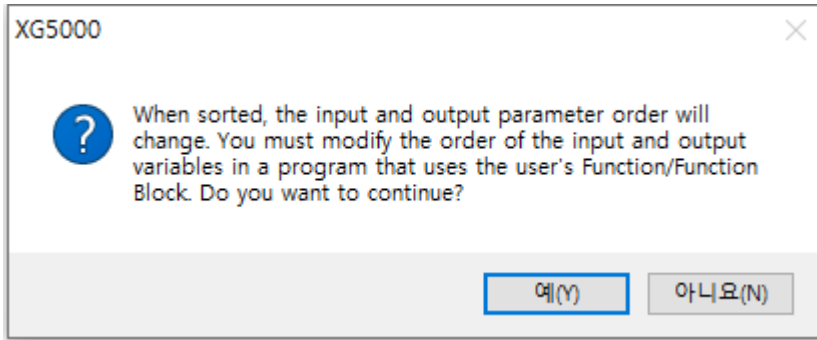 XG5000
When sorted, the input and output parameter order will
change. You must modify the order of the input and output
variables in a program that uses the user's Function/Function
Block. Do you want to continue?
예(Y) 아니요(N)